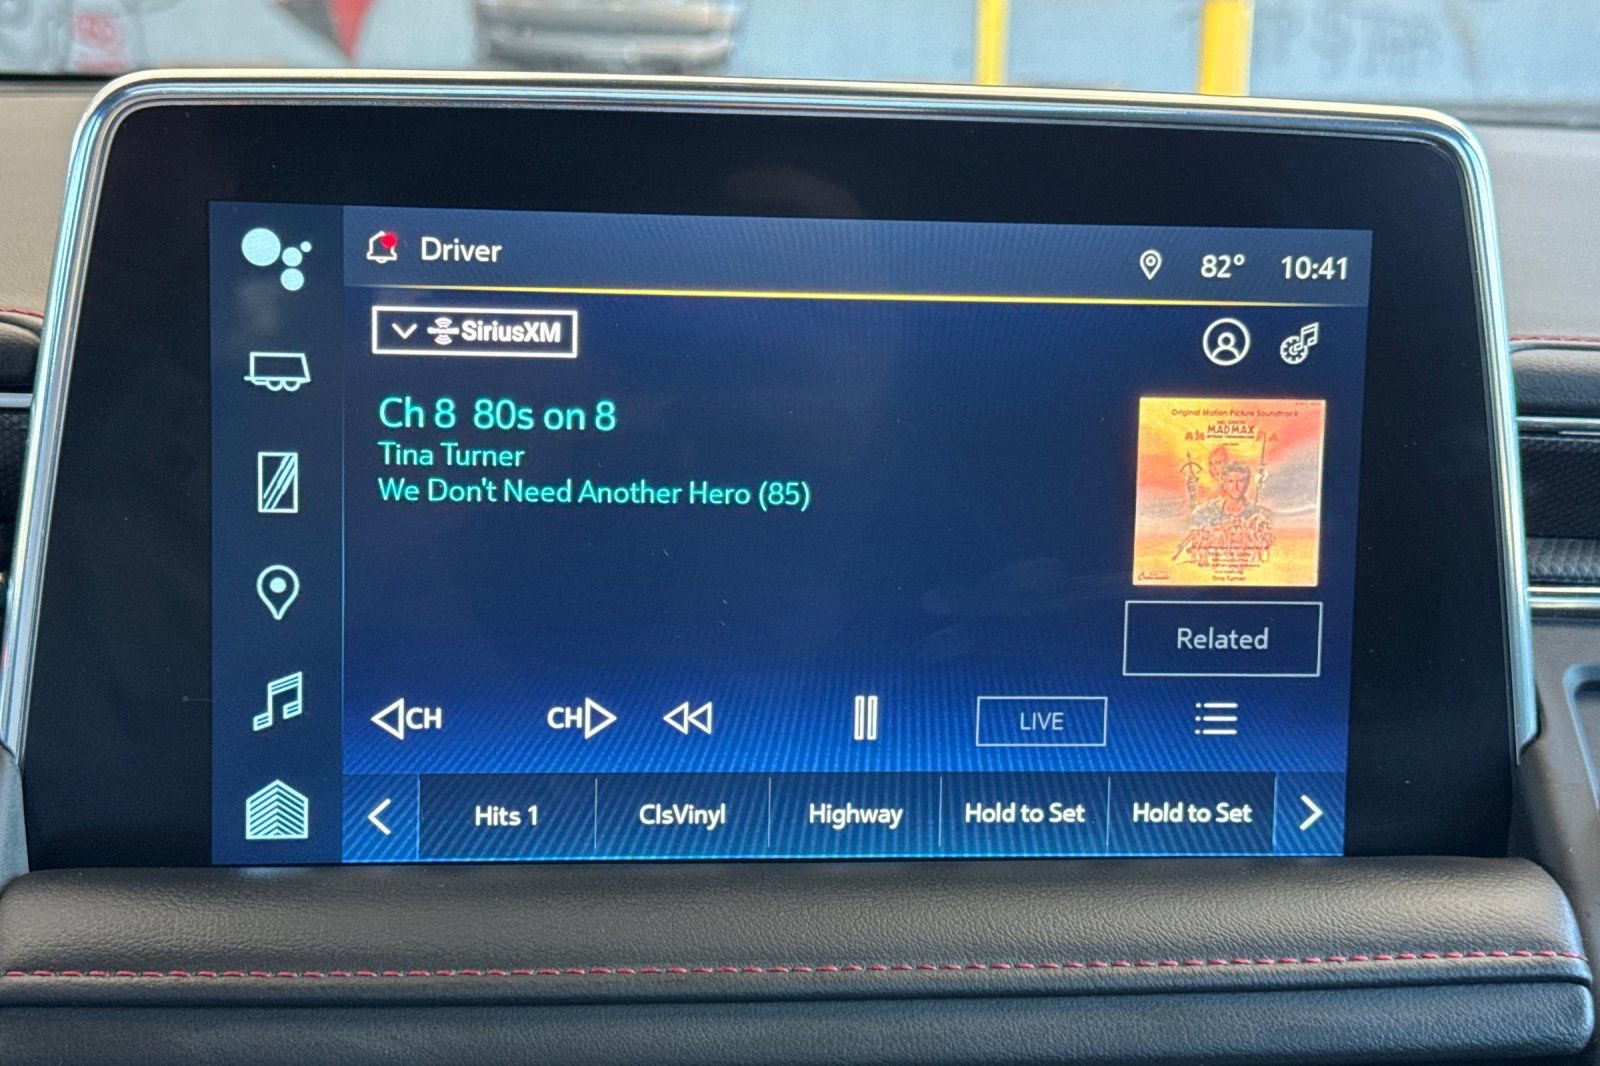 Driver
82° 10:41
SiriusXM
Ch 8 80s on 8
Tina Turner
We Don't Need Another Hero (85)
Original Motion Picture Soundtrack
MAD MAX
Tina Turner
Related
CH
CH
LIVE
Hits 1
ClsVinyl
Highway
Hold to Set
Hold to Set